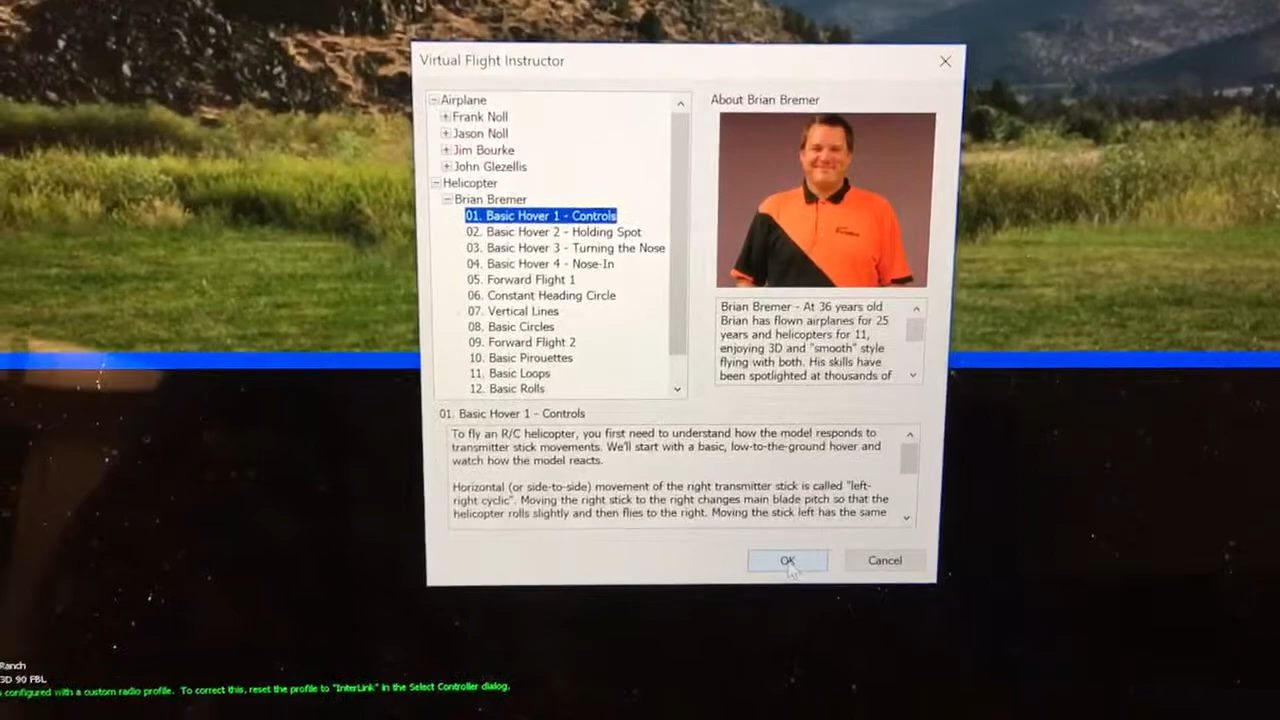 Virtual Flight Instructor
Airplane
Frank Noll
Jason Noll
Jim Bourke
John Glezellis
Helicopter
Brian Bremer
01. Basic Hover 1 - Controls
02. Basic Hover 2 - Holding Spot
03. Basic Hover 3 - Turning the Nose
04. Basic Hover 4 - Nose-In
05. Forward Flight 1
06. Constant Heading Circle
07. Vertical Lines
08. Basic Circles
09. Forward Flight 2
10. Basic Pirouettes
11. Basic Loops
12. Basic Rolls
About Brian Bremer
Brian Bremer - At 36 years old
Brian has flown airplanes for 25
years and helicopters for 11,
enjoying 3D and "smooth" style
flying with both. His skills have
been spotlighted at thousands of
01. Basic Hover 1 - Controls
To fly an R/C helicopter, you first need to understand how the model responds to
transmitter stick movements. We'll start with a basic, low-to-the-ground hover and
watch how the model reacts.
Horizontal (or side-to-side) movement of the right transmitter stick is called "left-
right cyclic". Moving the right stick to the right changes main blade pitch so that the
helicopter rolls slightly and then flies to the right. Moving the stick left has the same
OK
Cancel
Ranch
3D 90 FBL
configured with a custom radio profile. To correct this, reset the profile to "InterLink" in the Select Controller dialog.